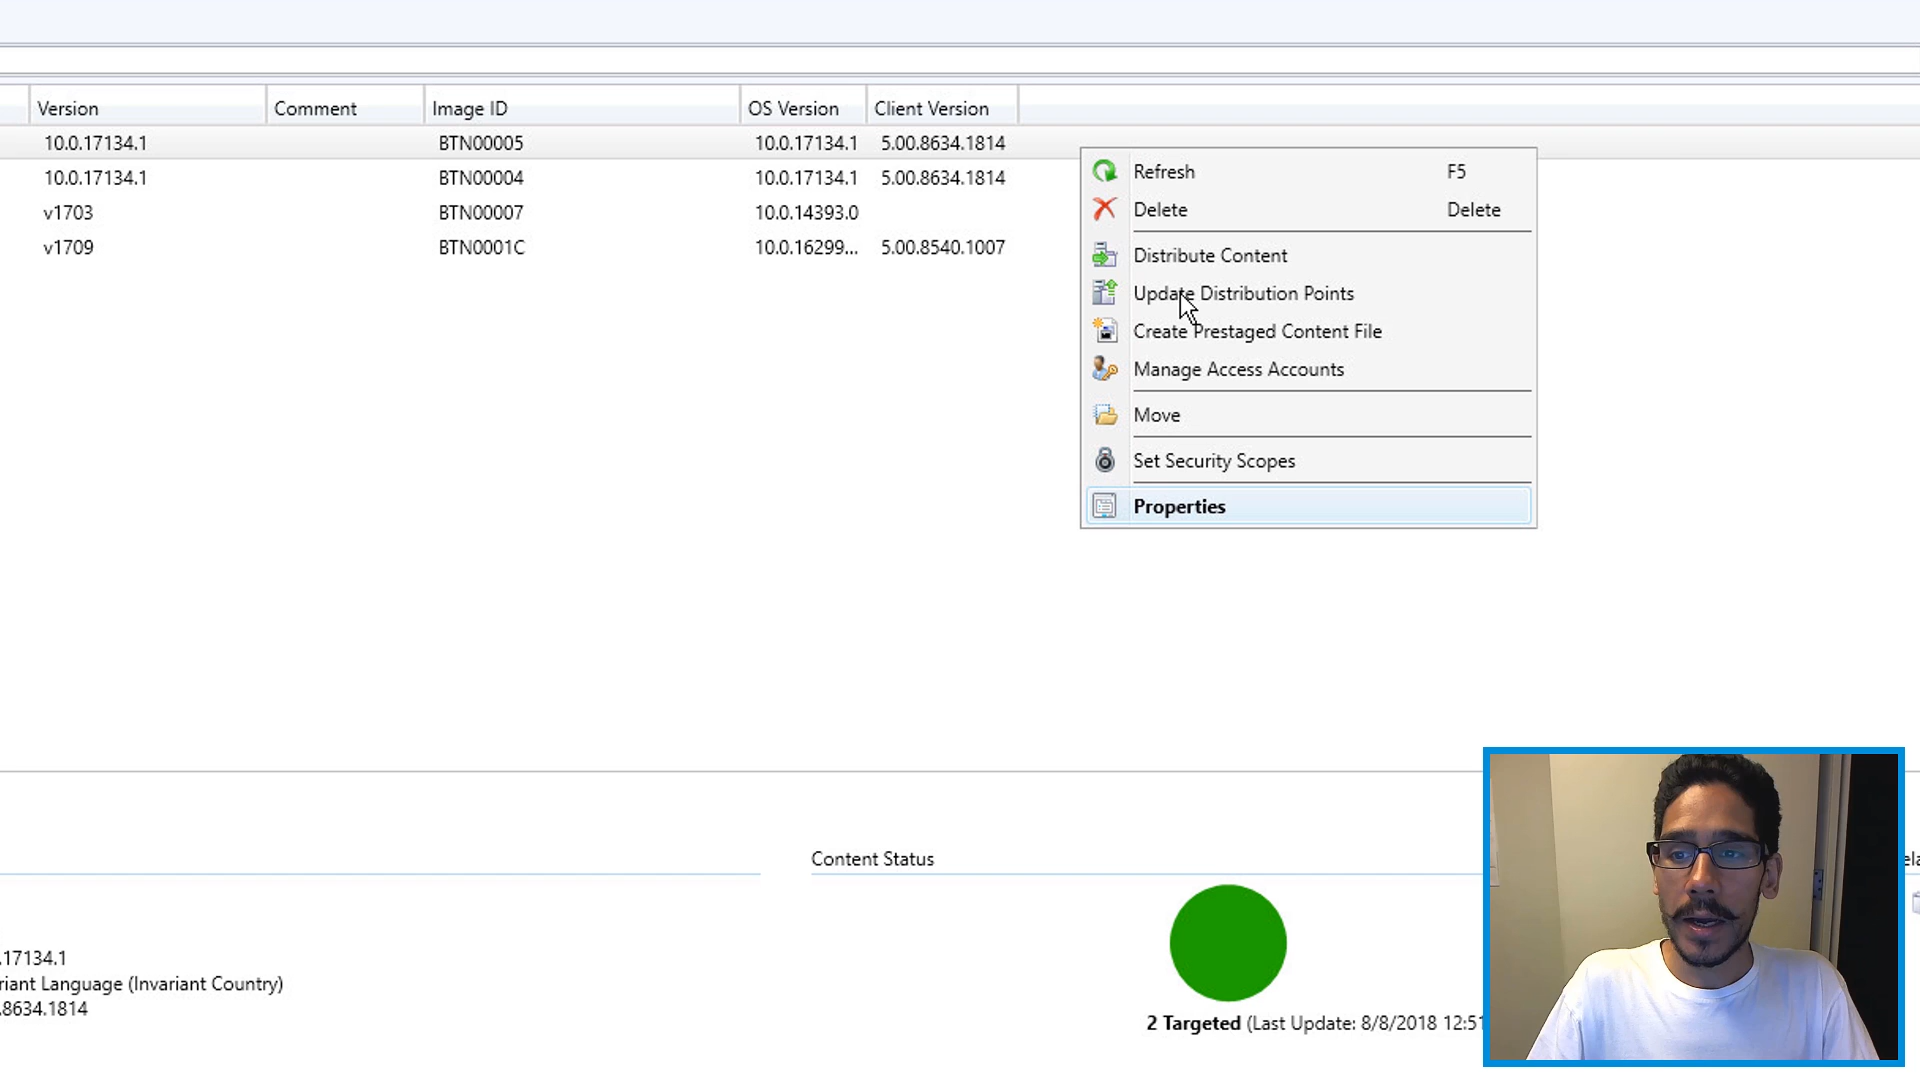 Version Comment Image ID OS Version Client Version
10.0.17134.1 BTN00005 10.0.17134.1 5.00.8634.1814
10.0.17134.1 BTN00004 10.0.17134.1 5.00.8634.1814
v1703 BTN00007 10.0.14393.0
v1709 BTN0001C 10.0.16299... 5.00.8540.1007
Refresh F5
Delete Delete
Distribute Content
Update Distribution Points
Create Prestaged Content File
Manage Access Accounts
Move
Set Security Scopes
Properties
Content Status
.17134.1
riant Language (Invariant Country)
.8634.1814
2 Targeted (Last Update: 8/8/2018 12:51